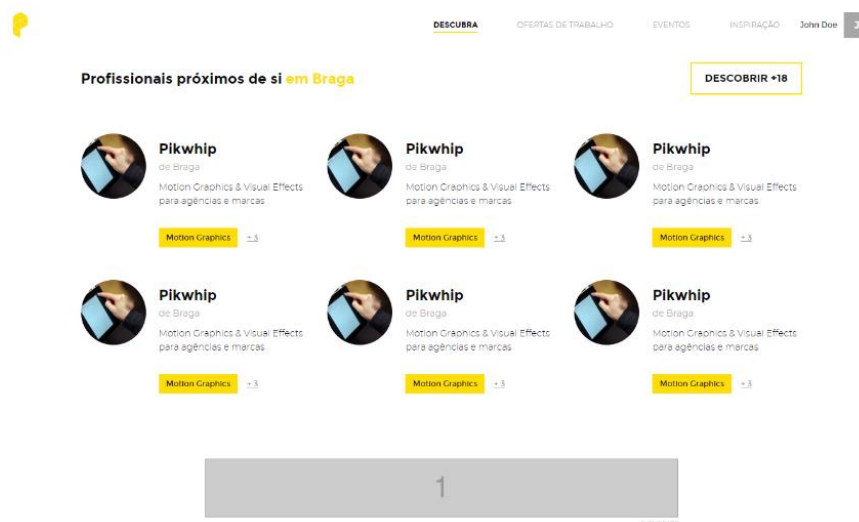 DESCUBRA OFERTAS DE TRABALHO EVENTOS INSPIRAÇÃO John Doe
Profissionais próximos de si em Braga DESCOBRIR +18
Pikwhip Pikwhip Pikwhip
de Braga de Braga de Braga
Motion Graphics & Visual Effects Motion Graphics & Visual Effects Motion Graphics & Visual Effects
para agências e marcas para agências e marcas para agências e marcas
Motion Graphics +3 Motion Graphics +3 Motion Graphics +3
Pikwhip Pikwhip Pikwhip
de Braga de Braga de Braga
Motion Graphics & Visual Effects Motion Graphics & Visual Effects Motion Graphics & Visual Effects
para agências e marcas para agências e marcas para agências e marcas
Motion Graphics +3 Motion Graphics +3 Motion Graphics +3
1